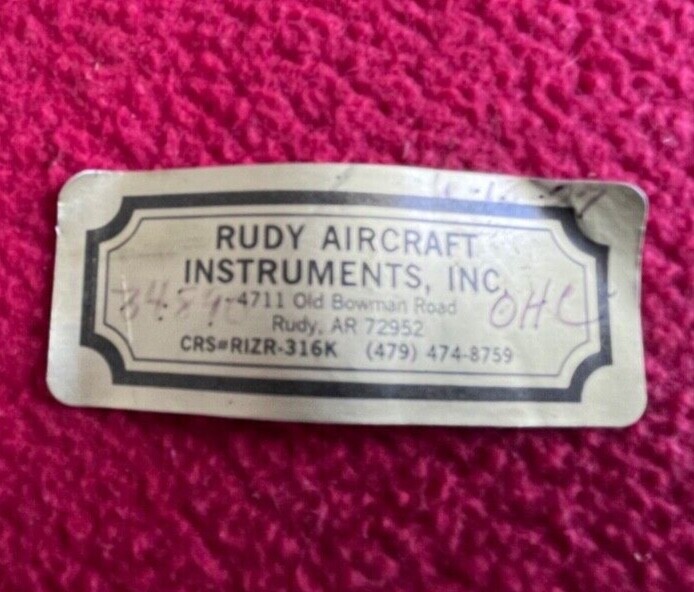 RUDY AIRCRAFT
INSTRUMENTS, INC.
4711 Old Bowman Road
OHC
Rudy, AR 72952
CRS#RIZR-316K (479) 474-8759